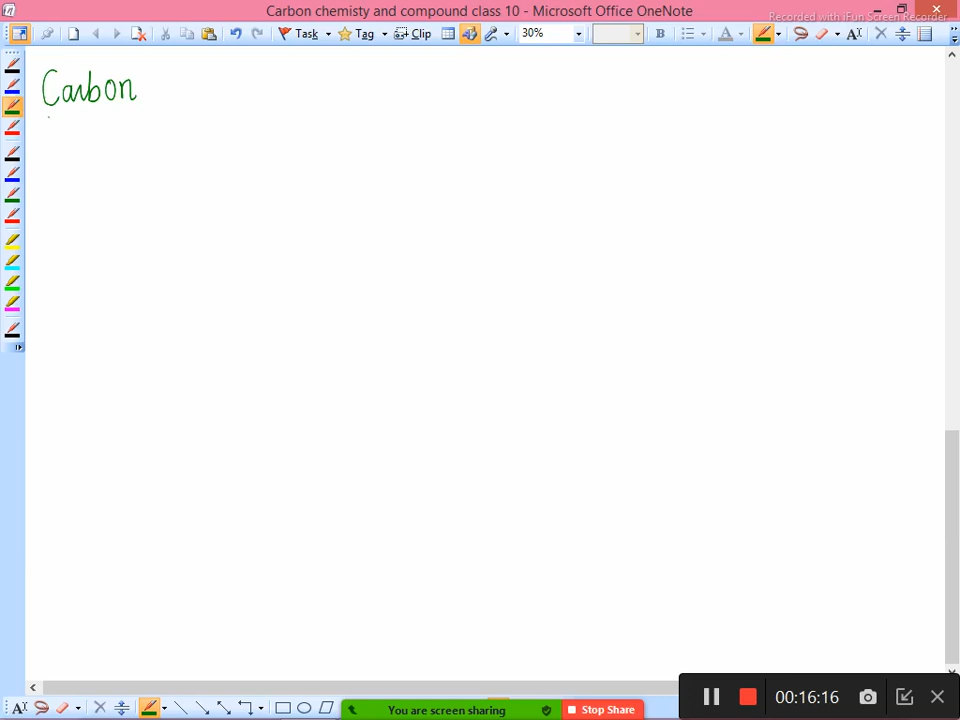 Carbon chemisty and compound class 10 - Microsoft Office OneNote
Recorded with iFun Screen Recorder
Task Tag Clip 30% B A
Carbon
You are screen sharing Stop Share
00:16:16